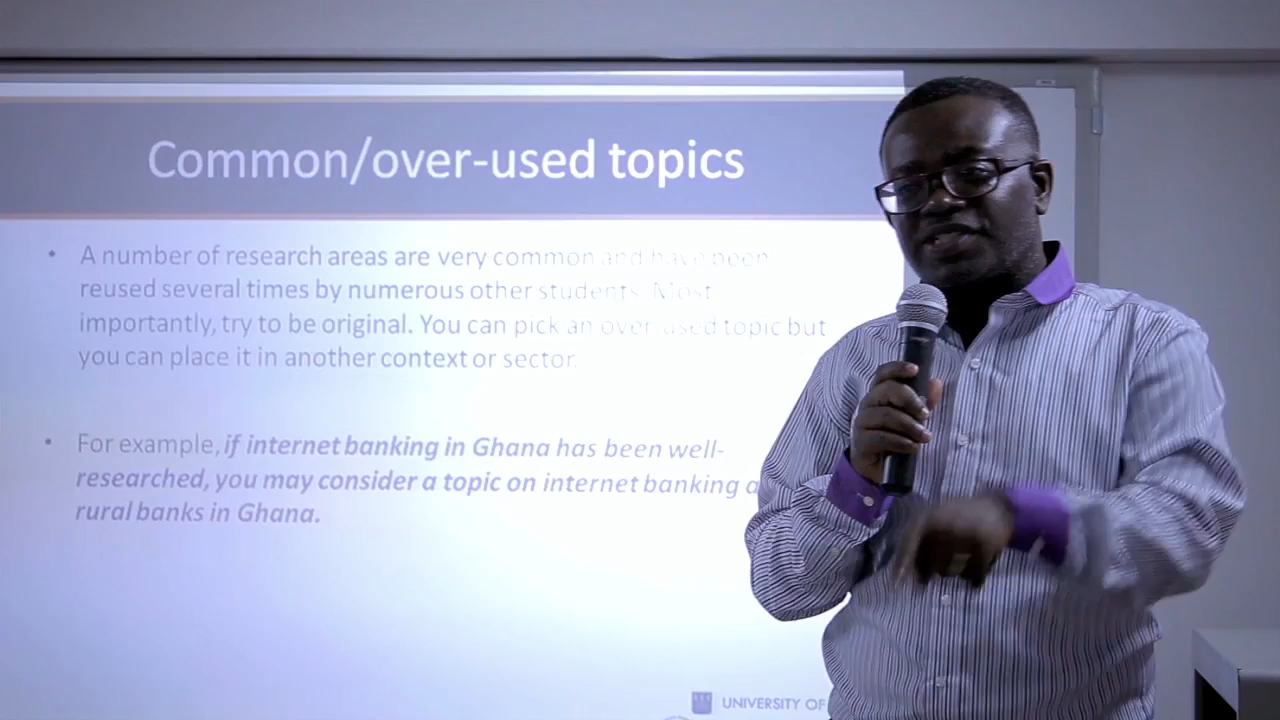 Common/over-used topics
• A number of research areas are very common and have been
reused several times by numerous other students. Most
importantly, try to be original. You can pick an over-used topic but
you can place it in another context or sector.
• For example, if internet banking in Ghana has been well-
researched, you may consider a topic on internet banking a
rural banks in Ghana.
UNIVERSITY OF